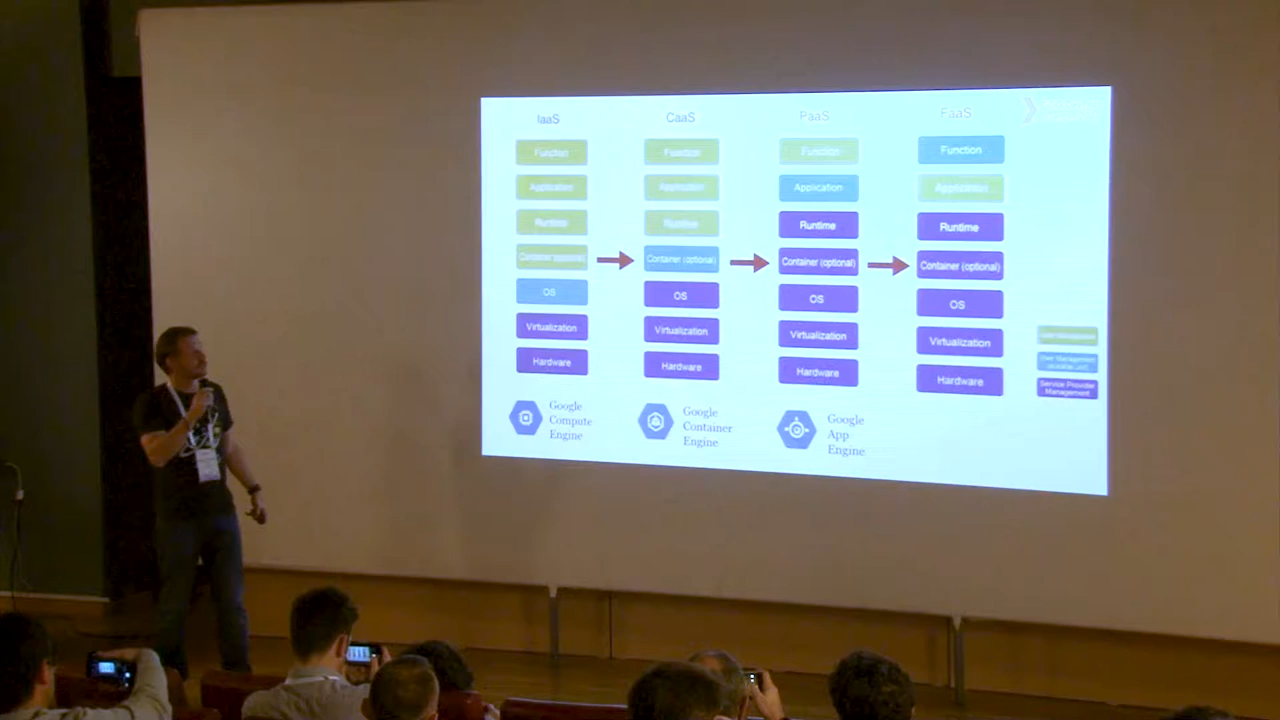 IaaS
CaaS
PaaS
FaaS
Function
Function
Function
Function
Application
Application
Application
Application
Runtime
Runtime
Runtime
Runtime
Container (optional)
Container (optional)
Container (optional)
Container (optional)
OS
OS
OS
OS
Virtualization
Virtualization
Virtualization
Virtualization
Hardware
Hardware
Hardware
Hardware
User Management
Service Provider
Management
Google
Compute
Engine
Google
Container
Engine
Google
App
Engine